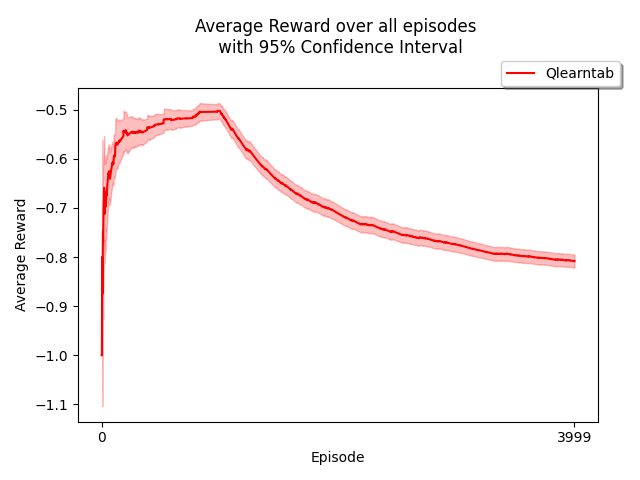 Average Reward over all episodes
with 95% Confidence Interval
Qlearntab
−0.5
−0.6
−0.7
−0.8
−0.9
−1.0
−1.1
Average Reward
0
3999
Episode